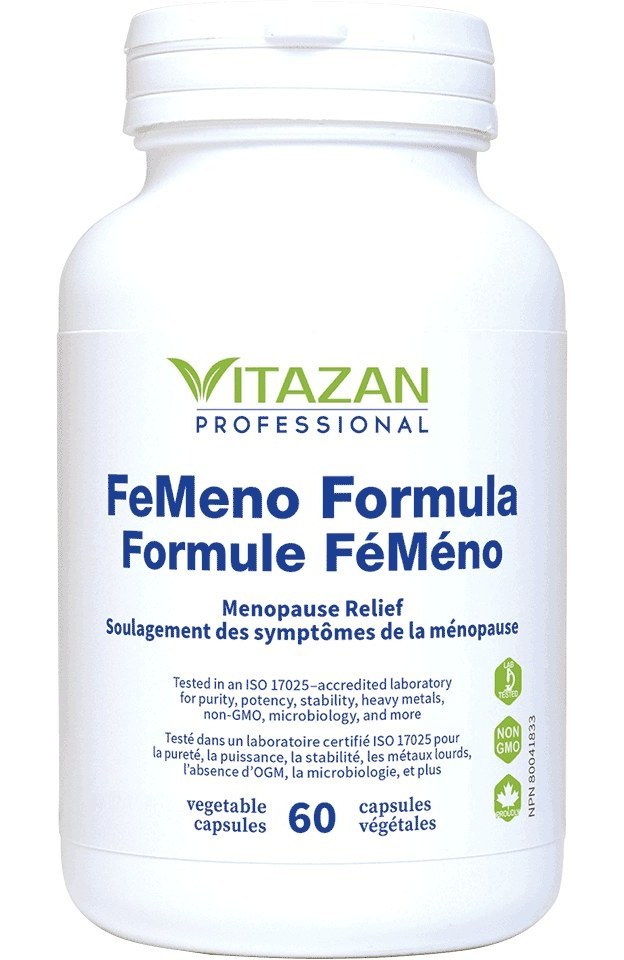 VITAZAN
PROFESSIONAL
FeMeno Formula
Formule FéMéno
Menopause Relief
Soulagement des symptômes de la ménopause
Tested in an ISO 17025–accredited laboratory
for purity, potency, stability, heavy metals,
non-GMO, microbiology, and more
Testé dans un laboratoire certifié ISO 17025 pour
la pureté, la puissance, la stabilité, les métaux lourds,
l’absence d’OGM, la microbiologie, et plus
vegetable
capsules
60
capsules
végétales
LAB
TESTED
NON
GMO
NPN 80041833